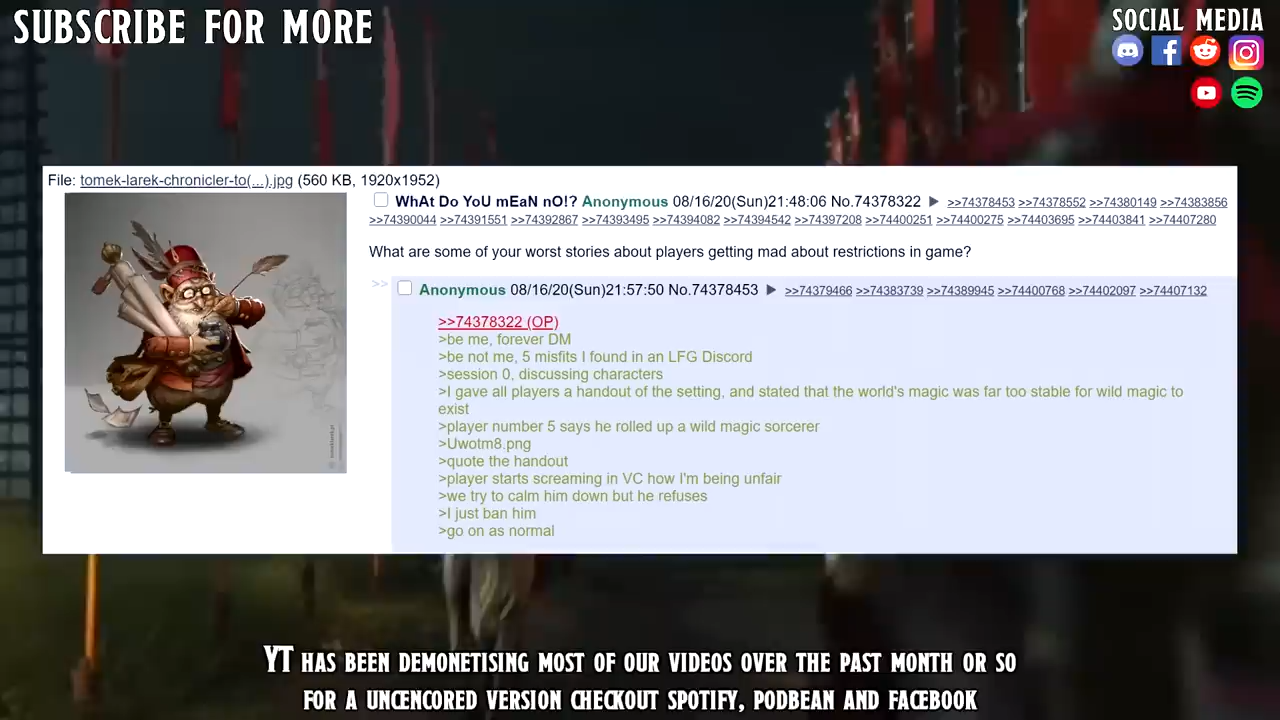 SUBSCRIBE FOR MORE
SOCIAL MEDIA
File: tomek-larek-chronicler-to(...).jpg (560 KB, 1920x1952)
WhAt Do YoU mEaN nO!? Anonymous 08/16/20(Sun)21:48:06 No.74378322 ▶ >>74378453 >>74378552 >>74380149 >>74383856
>>74390044 >>74391551 >>74392867 >>74393495 >>74394082 >>74394542 >>74397208 >>74400251 >>74400275 >>74403695 >>74403841 >>74407280
What are some of your worst stories about players getting mad about restrictions in game?
>> Anonymous 08/16/20(Sun)21:57:50 No.74378453 ▶ >>74379466 >>74383739 >>74389945 >>74400768 >>74402097 >>74407132
>>74378322 (OP)
>be me, forever DM
>be not me, 5 misfits I found in an LFG Discord
>session 0, discussing characters
>I gave all players a handout of the setting, and stated that the world's magic was far too stable for wild magic to
exist
>player number 5 says he rolled up a wild magic sorcerer
>Uwotm8.png
>quote the handout
>player starts screaming in VC how I'm being unfair
>we try to calm him down but he refuses
>I just ban him
>go on as normal
YT HAS BEEN DEMONETISING MOST OF OUR VIDEOS OVER THE PAST MONTH OR SO
FOR A UNCENCORED VERSION CHECKOUT SPOTIFY, PODBEAN AND FACEBOOK